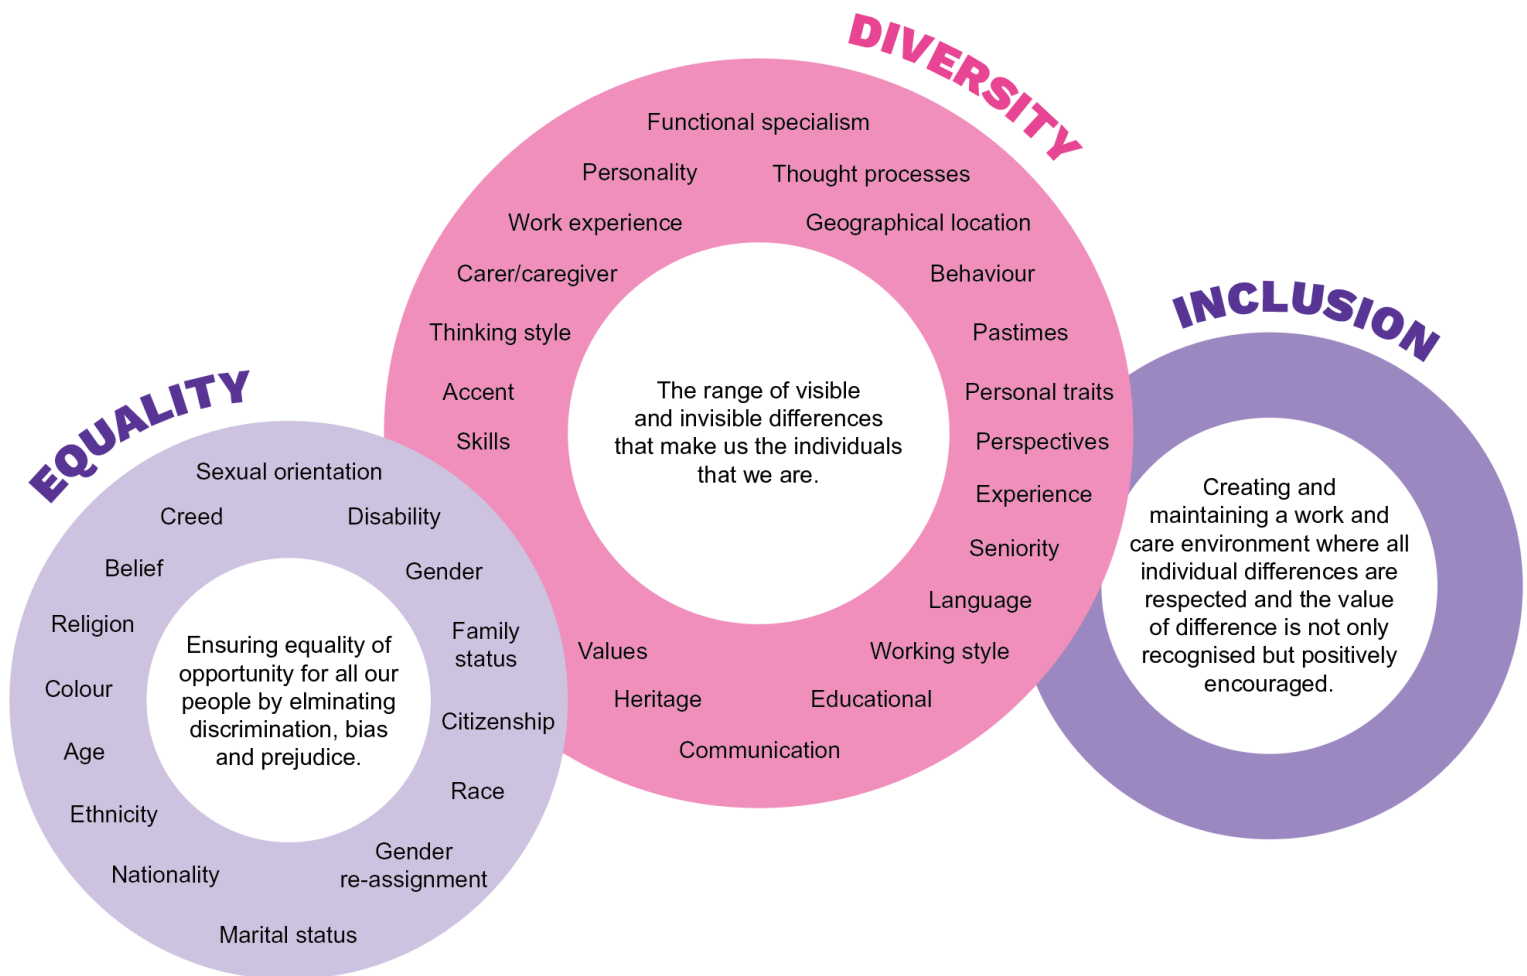 EQUALITY
Sexual orientation
Creed
Disability
Belief
Gender
Religion
Family
status
Colour
Citizenship
Age
Race
Ethnicity
Gender
re-assignment
Nationality
Marital status
Ensuring equality of
opportunity for all our
people by elminating
discrimination, bias
and prejudice.
DIVERSITY
Functional specialism
Personality
Thought processes
Work experience
Geographical location
Carer/caregiver
Behaviour
Thinking style
Pastimes
Accent
Personal traits
Skills
Perspectives
Experience
Seniority
Language
Values
Working style
Heritage
Educational
Communication
The range of visible
and invisible differences
that make us the individuals
that we are.
INCLUSION
Creating and
maintaining a work and
care environment where all
individual differences are
respected and the value
of difference is not only
recognised but positively
encouraged.